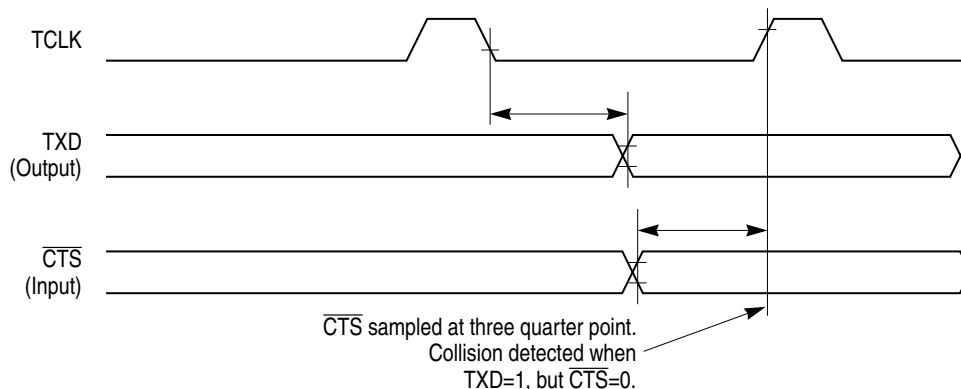 TCLK
TXD
(Output)
CTS
(Input)
CTS sampled at three quarter point.
Collision detected when
TXD=1, but CTS=0.